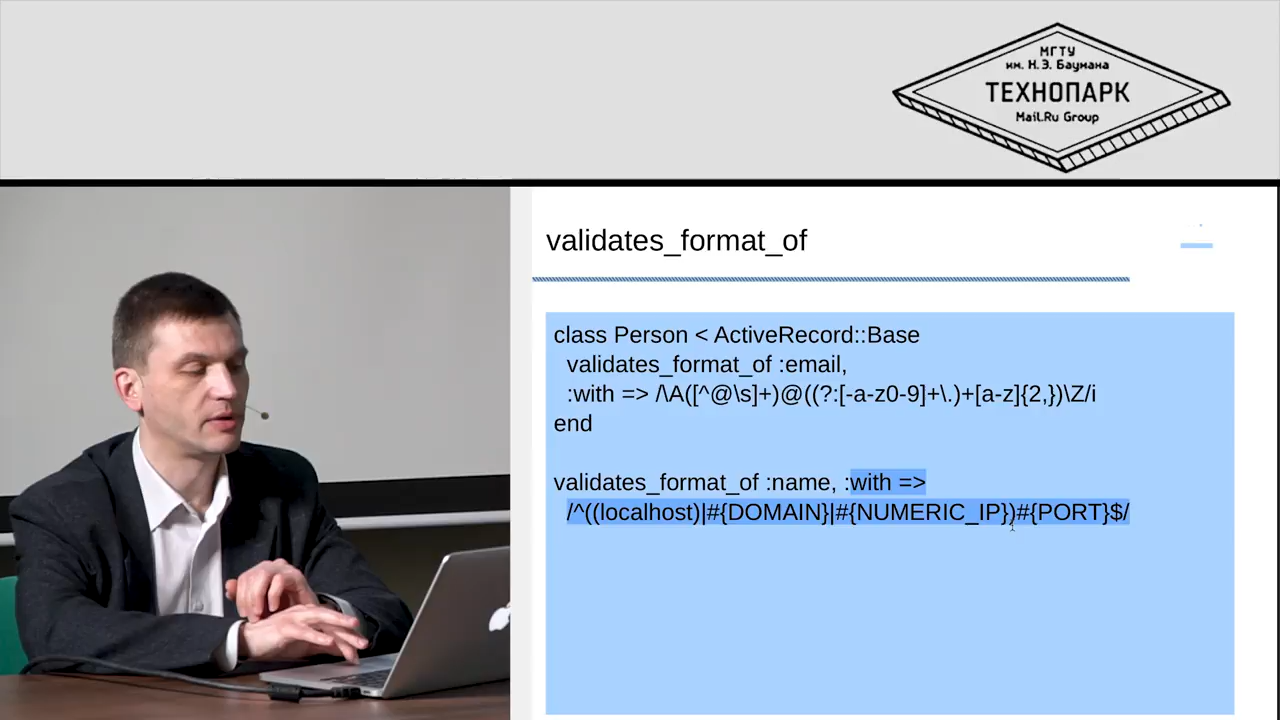 МГТУ
им. Н.Э. Баумана
ТЕХНОПАРК
Mail.Ru Group
validates_format_of
class Person < ActiveRecord::Base
validates_format_of :email,
:with => /\A([^@\s]+)@((?:[-a-z0-9]+\.)+[a-z]{2,})\Z/i
end
validates_format_of :name, :with =>
/^((localhost)|#{DOMAIN}|#{NUMERIC_IP})#{PORT}$/